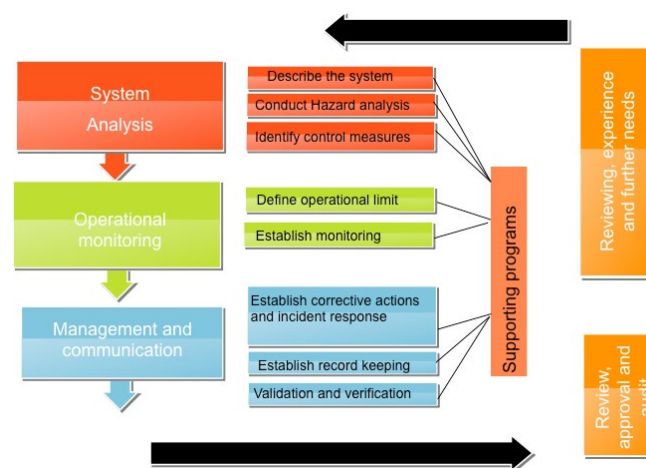 System
Analysis
Describe the system
Conduct Hazard analysis
Identify control measures
Operational
monitoring
Define operational limit
Establish monitoring
Management and
communication
Establish corrective actions
and incident response
Establish record keeping
Validation and verification
Supporting programs
Reviewing, experience
and further needs
Review,
approval and
audit